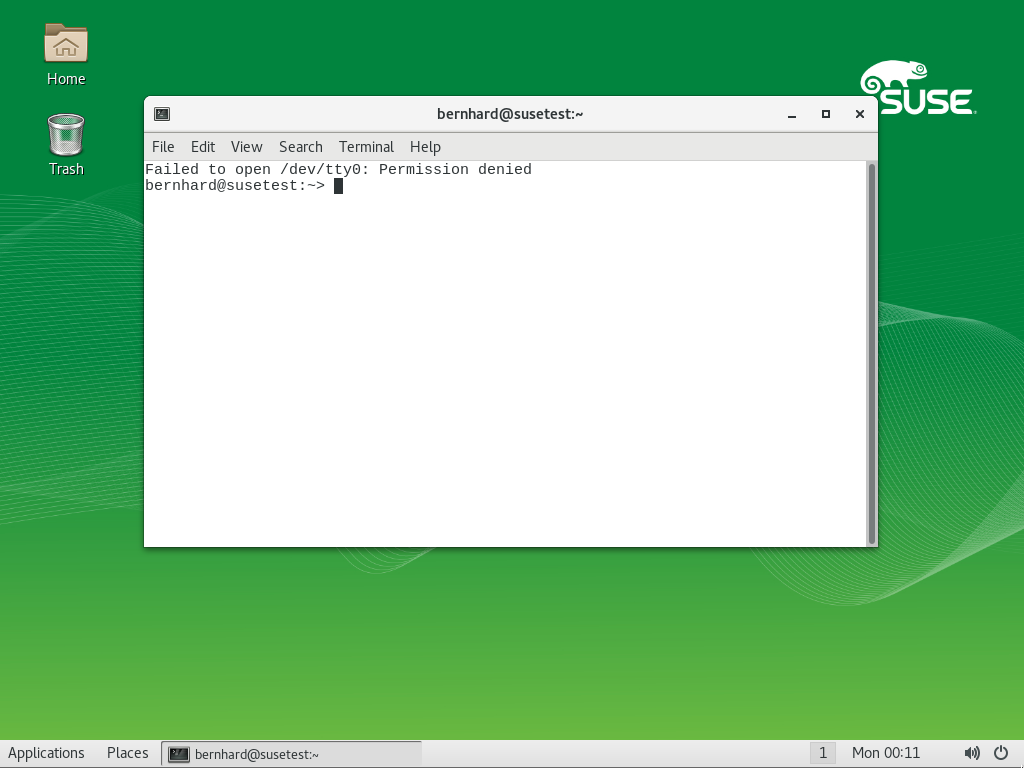 Home
Trash
SUSE
bernhard@susetest:~
File Edit View Search Terminal Help
Failed to open /dev/tty0: Permission denied
bernhard@susetest:~>
Applications Places bernhard@susetest:~ 1 Mon 00:11